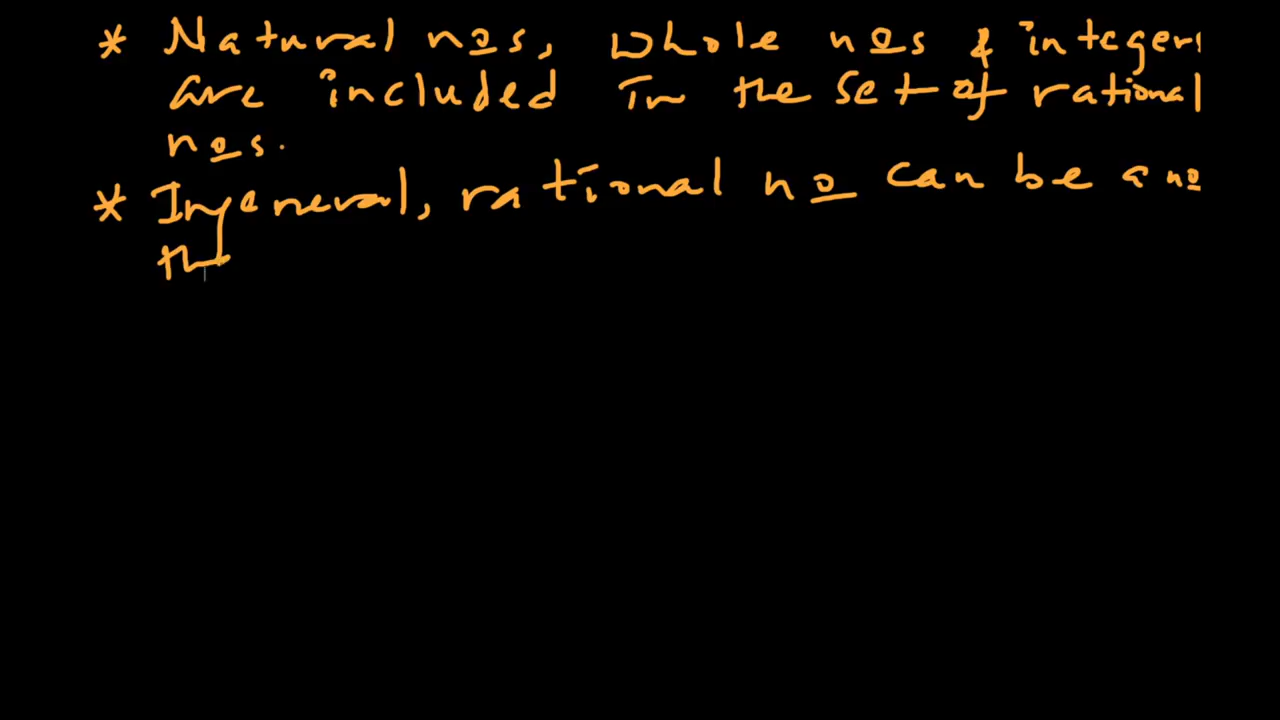 * Natural nos, whole nos & integers
are included in the set of rational
nos.
* In general, rational no can be a no
th